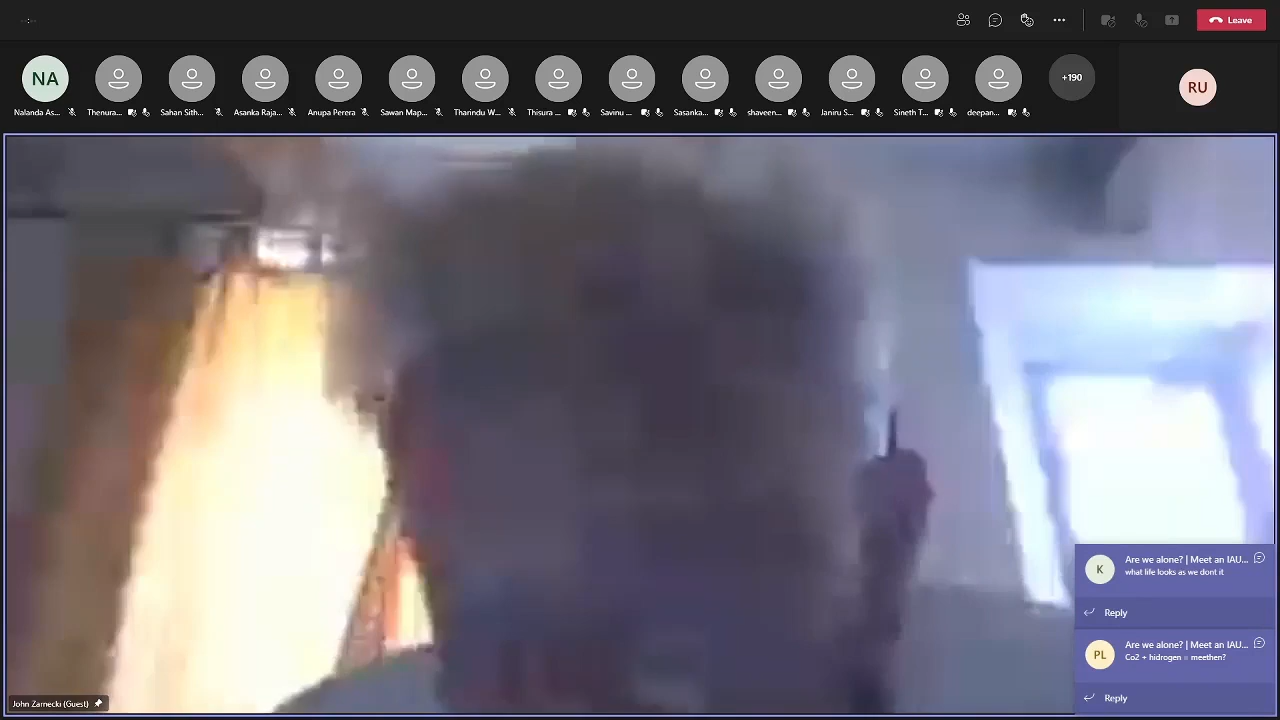 Leave
NA
+190
RU
Nalanda As...
Thenura...
Sahan Sith...
Asanka Raja...
Anupa Perera
Sawan Map...
Tharindu W...
Thisura ...
Savinu ...
Sasanka...
shaveen...
Janiru S...
Sineth T...
deepan...
K
Are we alone? | Meet an IAU...
what life looks as we dont it
Reply
PL
Are we alone? | Meet an IAU...
Co2 + hidrogen = meethen?
Reply
John Zarnecki (Guest)